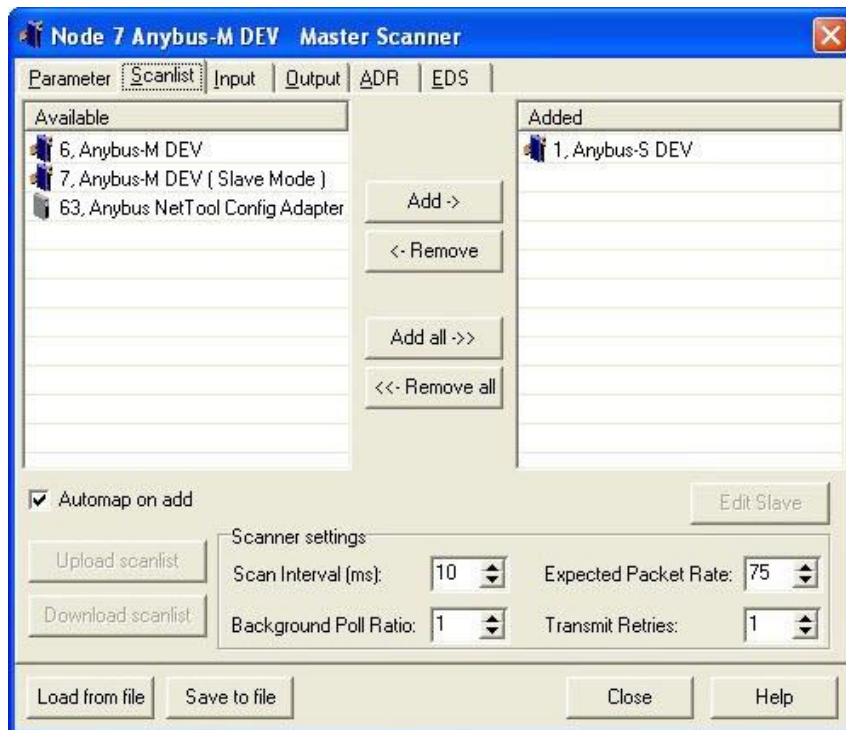 Node 7 Anybus-M DEV Master Scanner
Parameter Scanlist Input Output ADR EDS
Available
6, Anybus-M DEV
7, Anybus-M DEV ( Slave Mode )
63, Anybus NetTool Config Adapter
Add ->
<- Remove
Add all ->>
<<- Remove all
Added
1, Anybus-S DEV
Automap on add
Edit Slave
Upload scanlist
Download scanlist
Scanner settings
Scan Interval (ms): 10 Expected Packet Rate: 75
Background Poll Ratio: 1 Transmit Retries: 1
Load from file Save to file Close Help